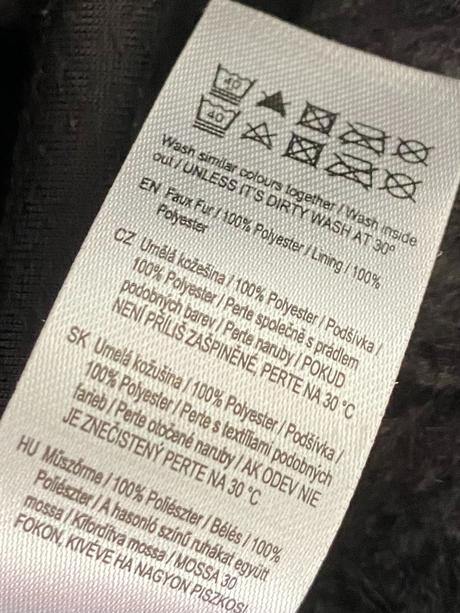 40
40
Wash similar colours together / Wash inside
out / UNLESS IT'S DIRTY WASH AT 30°
EN Faux Fur / 100% Polyester / Lining / 100%
Polyester
CZ Umělá kožešina / 100% Polyester / Podšívka /
100% Polyester / Perte společně s prádlem
podobných barev / Perte naruby / POKUD
NENÍ PŘÍLIŠ ZAŠPINĚNÉ, PERTE NA 30 °C
SK Umelá kožušina / 100% Polyester / Podšívka /
100% Polyester / Perte s textíliami podobných
farieb / Perte otočené naruby / AK ODEV NIE
JE ZNEČISTENÝ PERTE NA 30 °C
HU Műszőrme / 100% Poliészter / Bélés / 100%
Poliészter / A hasonló színű ruhákat együtt
mossa / Kifordítva mossa / MOSSA 30
FOKON, KIVÉVE HA NAGYON PISZKOS!